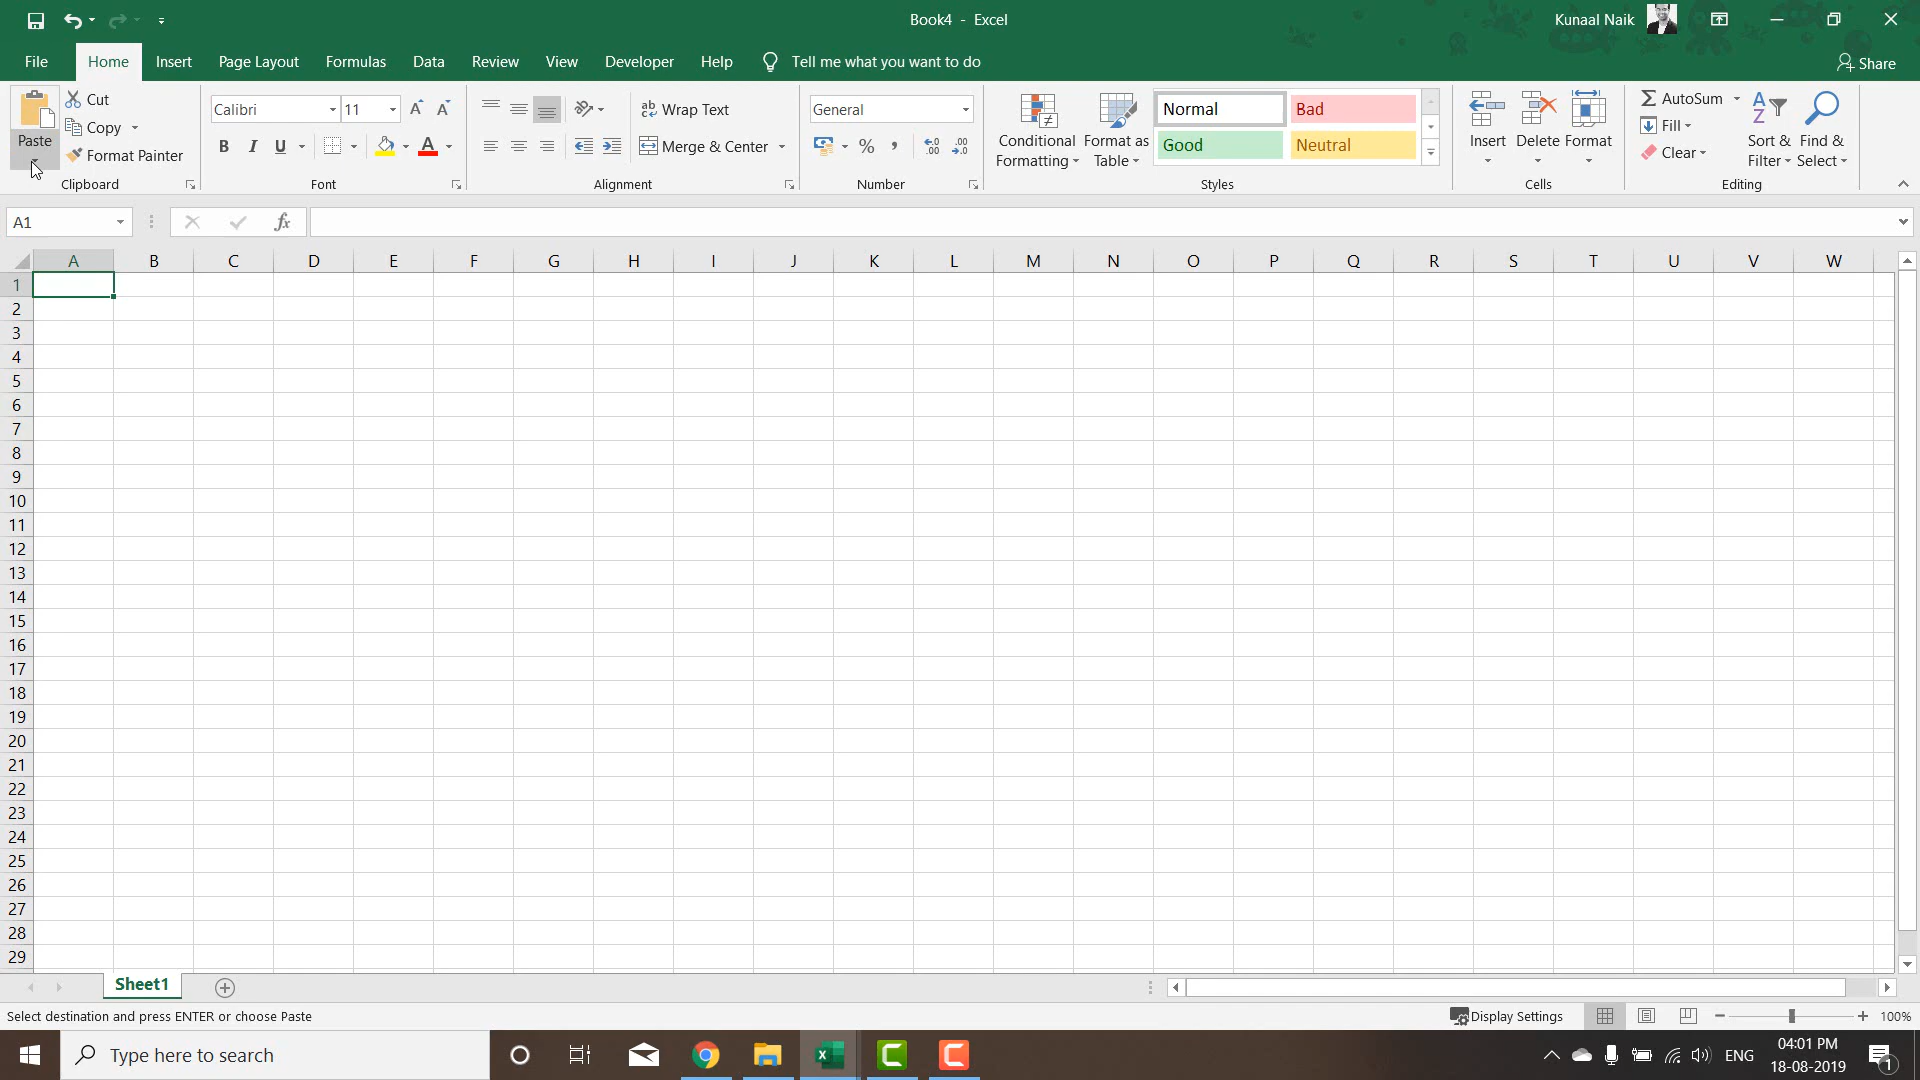 Book4 - Excel
Kunaal Naik
File Home Insert Page Layout Formulas Data Review View Developer Help Tell me what you want to do Share
Paste
Cut
Copy
Format Painter
Clipboard
Calibri 11
B I U A
Font
ab Wrap Text
Merge & Center
Alignment
General
% ,
Number
Conditional Formatting
Format as Table
Normal Bad
Good Neutral
Styles
Insert Delete Format
Cells
AutoSum
Fill
Clear
Sort & Filter
Find & Select
Editing
A1 fx
A B C D E F G H I J K L M N O P Q R S T U V W
1
2
3
4
5
6
7
8
9
10
11
12
13
14
15
16
17
18
19
20
21
22
23
24
25
26
27
28
29
Sheet1
Select destination and press ENTER or choose Paste
Display Settings
100%
Type here to search
ENG
04:01 PM
18-08-2019
1